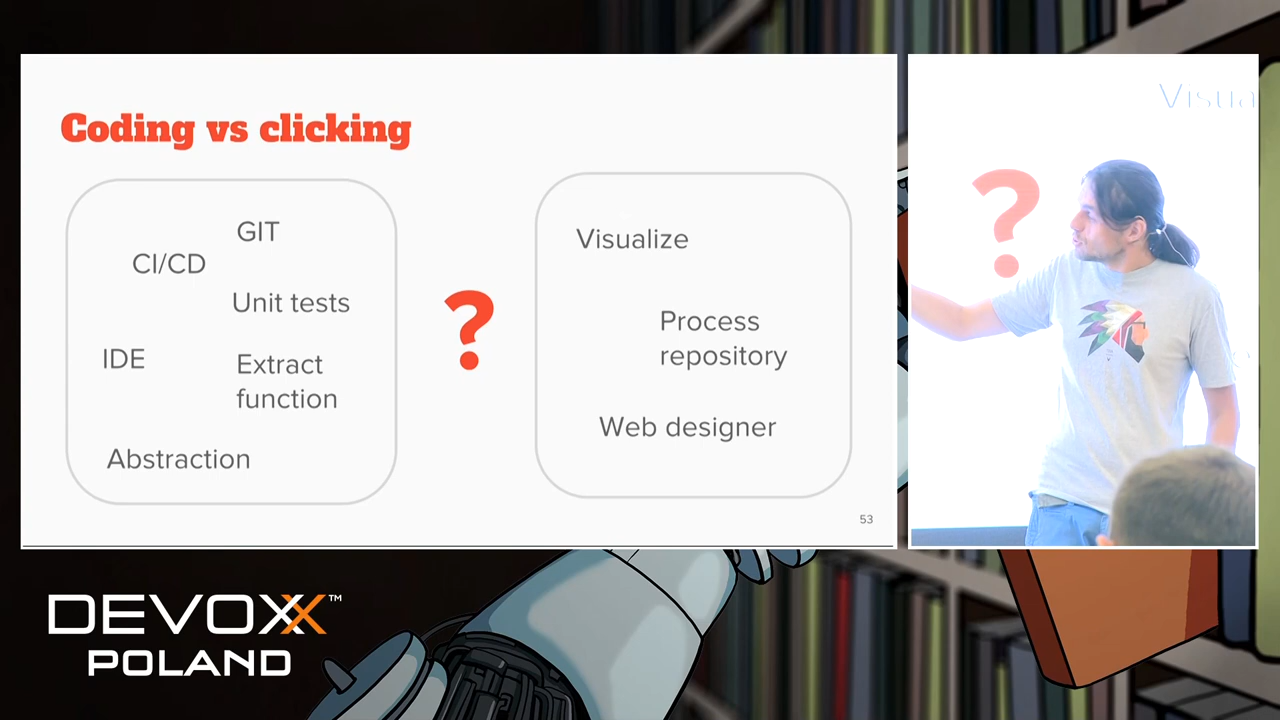 Coding vs clicking
GIT
CI/CD
Unit tests
IDE
Extract
function
Abstraction
?
Visualize
Process
repository
Web designer
53
Visua
?
DEVOXX™
POLAND